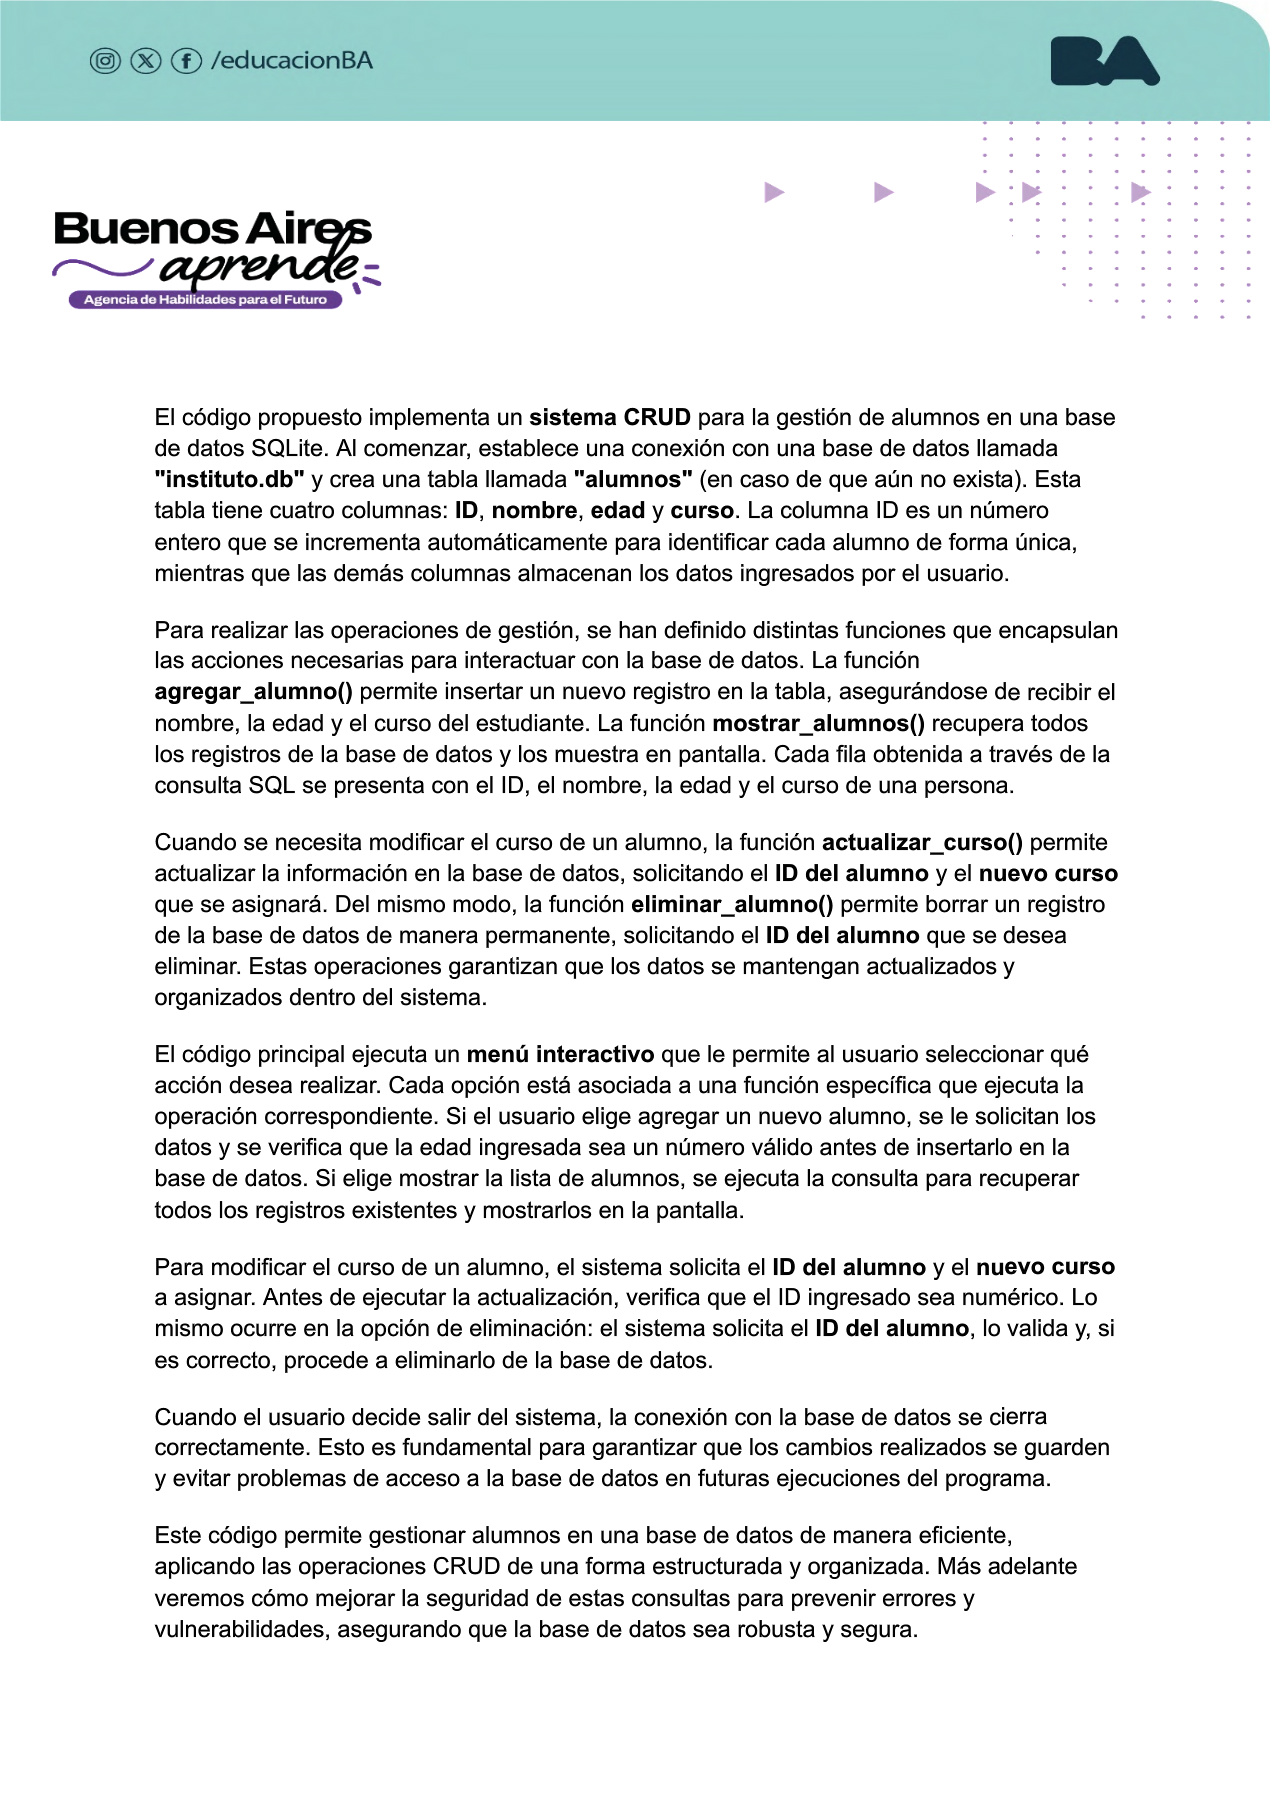 /educacionBA
BA
Buenos Aires
aprende
Agencia de Habilidades para el Futuro
El código propuesto implementa un sistema CRUD para la gestión de alumnos en una base
de datos SQLite. Al comenzar, establece una conexión con una base de datos llamada
"instituto.db" y crea una tabla llamada "alumnos" (en caso de que aún no exista). Esta
tabla tiene cuatro columnas: ID, nombre, edad y curso. La columna ID es un número
entero que se incrementa automáticamente para identificar cada alumno de forma única,
mientras que las demás columnas almacenan los datos ingresados por el usuario.
Para realizar las operaciones de gestión, se han definido distintas funciones que encapsulan
las acciones necesarias para interactuar con la base de datos. La función
agregar_alumno() permite insertar un nuevo registro en la tabla, asegurándose de recibir el
nombre, la edad y el curso del estudiante. La función mostrar_alumnos() recupera todos
los registros de la base de datos y los muestra en pantalla. Cada fila obtenida a través de la
consulta SQL se presenta con el ID, el nombre, la edad y el curso de una persona.
Cuando se necesita modificar el curso de un alumno, la función actualizar_curso() permite
actualizar la información en la base de datos, solicitando el ID del alumno y el nuevo curso
que se asignará. Del mismo modo, la función eliminar_alumno() permite borrar un registro
de la base de datos de manera permanente, solicitando el ID del alumno que se desea
eliminar. Estas operaciones garantizan que los datos se mantengan actualizados y
organizados dentro del sistema.
El código principal ejecuta un menú interactivo que le permite al usuario seleccionar qué
acción desea realizar. Cada opción está asociada a una función específica que ejecuta la
operación correspondiente. Si el usuario elige agregar un nuevo alumno, se le solicitan los
datos y se verifica que la edad ingresada sea un número válido antes de insertarlo en la
base de datos. Si elige mostrar la lista de alumnos, se ejecuta la consulta para recuperar
todos los registros existentes y mostrarlos en la pantalla.
Para modificar el curso de un alumno, el sistema solicita el ID del alumno y el nuevo curso
a asignar. Antes de ejecutar la actualización, verifica que el ID ingresado sea numérico. Lo
mismo ocurre en la opción de eliminación: el sistema solicita el ID del alumno, lo valida y, si
es correcto, procede a eliminarlo de la base de datos.
Cuando el usuario decide salir del sistema, la conexión con la base de datos se cierra
correctamente. Esto es fundamental para garantizar que los cambios realizados se guarden
y evitar problemas de acceso a la base de datos en futuras ejecuciones del programa.
Este código permite gestionar alumnos en una base de datos de manera eficiente,
aplicando las operaciones CRUD de una forma estructurada y organizada. Más adelante
veremos cómo mejorar la seguridad de estas consultas para prevenir errores y
vulnerabilidades, asegurando que la base de datos sea robusta y segura.